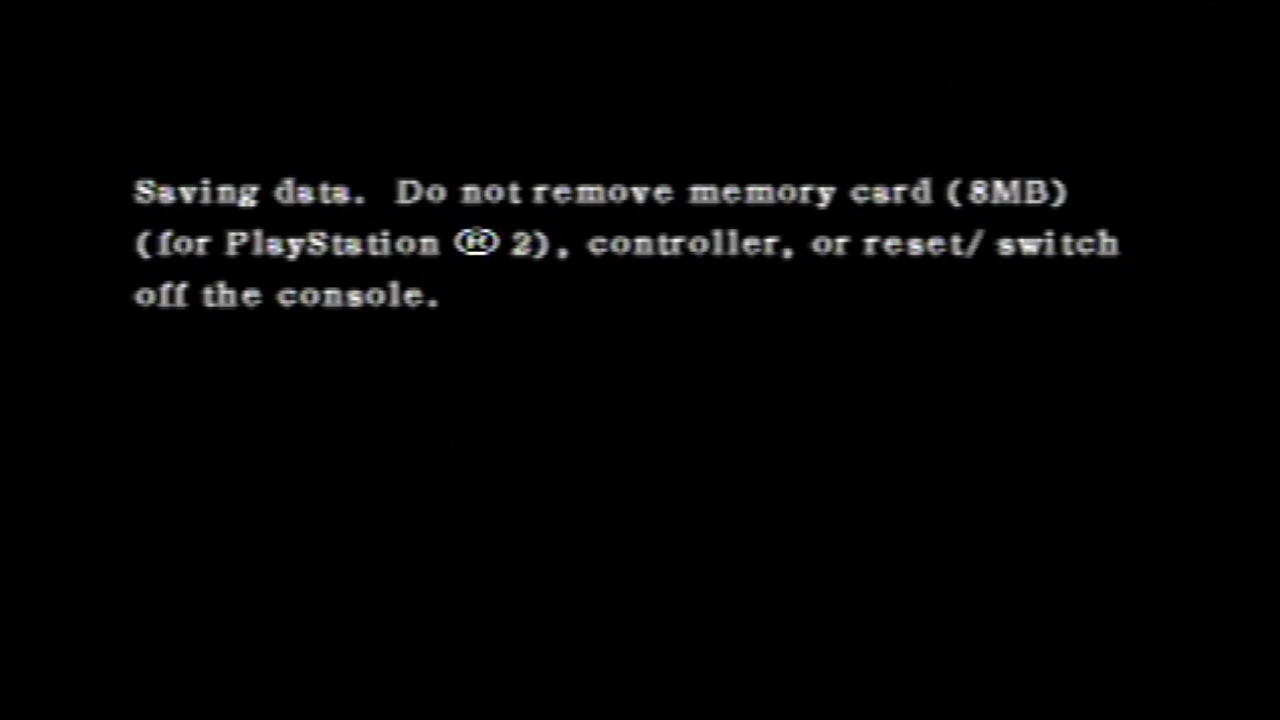 Saving data.  Do not remove memory card (8MB)
(for PlayStation ® 2), controller, or reset/ switch
off the console.